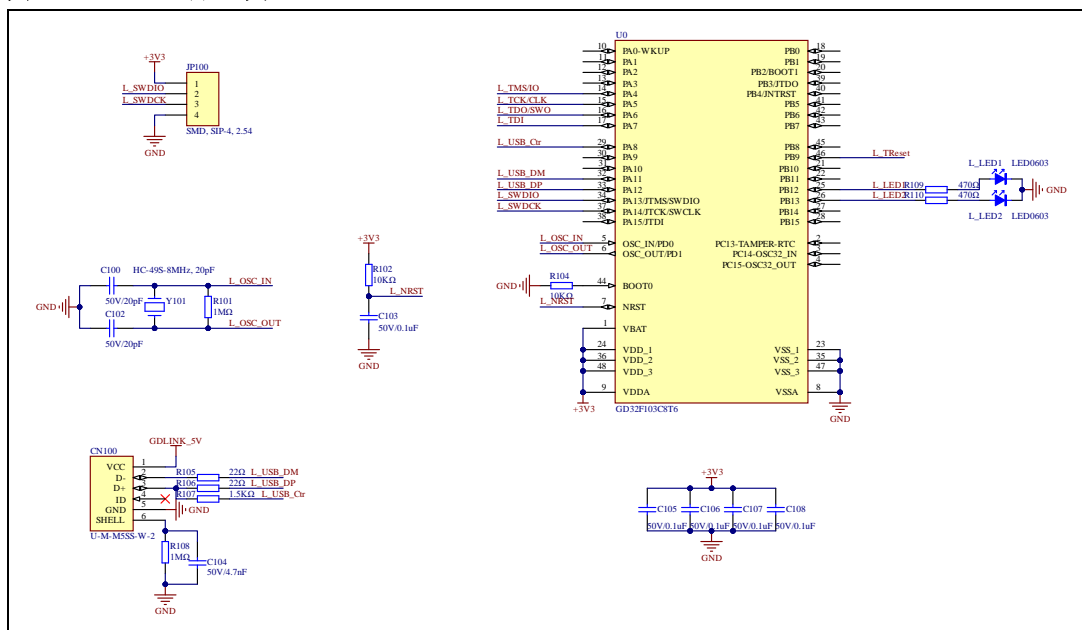 +3V3
JP100
1
L_SWDIO 2
L_SWDCK 3
4
SMD, SIP-4, 2.54
GND
U0
10 PA0-WKUP PB0 18
11 PA1 PB1 19
12 PA2 PB2/BOOT1 20
13 PA3 PB3/JTDO 39
L_TMS/IO 14 PA4 PB4/JNTRST 40
L_TCK/CLK 15 PA5 PB5 41
L_TDO/SWO 16 PA6 PB6 42
L_TDI 17 PA7 PB7 43
L_USB_Ctr 29 PA8 PB8 45
30 PA9 PB9 46 L_TReset
31 PA10 PB10 21
L_USB_DM 32 PA11 PB11 22
L_USB_DP 33 PA12 PB12 25 L_LED1 R109 470Ω
L_SWDIO 34 PA13/JTMS/SWDIO PB13 26 L_LED2 R110 470Ω
L_SWDCK 37 PA14/JTCK/SWCLK PB14 27
38 PA15/JTDI PB15 28
L_LED1 LED0603
GND
L_LED2 LED0603
L_OSC_IN 5 OSC_IN/PD0 PC13-TAMPER-RTC 2
L_OSC_OUT 6 OSC_OUT/PD1 PC14-OSC32_IN 3
PC15-OSC32_OUT 4
GND R104 10KΩ 44 BOOT0
L_NRST 7 NRST
1 VBAT
24 VDD_1 VSS_1 23
36 VDD_2 VSS_2 35
48 VDD_3 VSS_3 47
9 VDDA VSSA 8
+3V3 GD32F103C8T6 GND
C100 HC-49S-8MHz, 20pF
L_OSC_IN
50V/20pF
GND Y101 R101
1MΩ
C102
L_OSC_OUT
50V/20pF
+3V3
R102
10KΩ
L_NRST
C103
50V/0.1uF
GND
GDLINK_5V
CN100
VCC 1
D- 2 R105 22Ω L_USB_DM
D+ 3 R106 22Ω L_USB_DP
ID 4 R107 1.5KΩ L_USB_Ctr
GND 5 GND
SHELL 6
U-M-M5SS-W-2
R108
1MΩ
C104
50V/4.7nF
GND
+3V3
C105 C106 C107 C108
50V/0.1uF 50V/0.1uF 50V/0.1uF 50V/0.1uF
GND